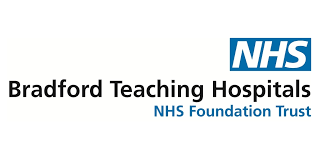 NHS
Bradford Teaching Hospitals
NHS Foundation Trust